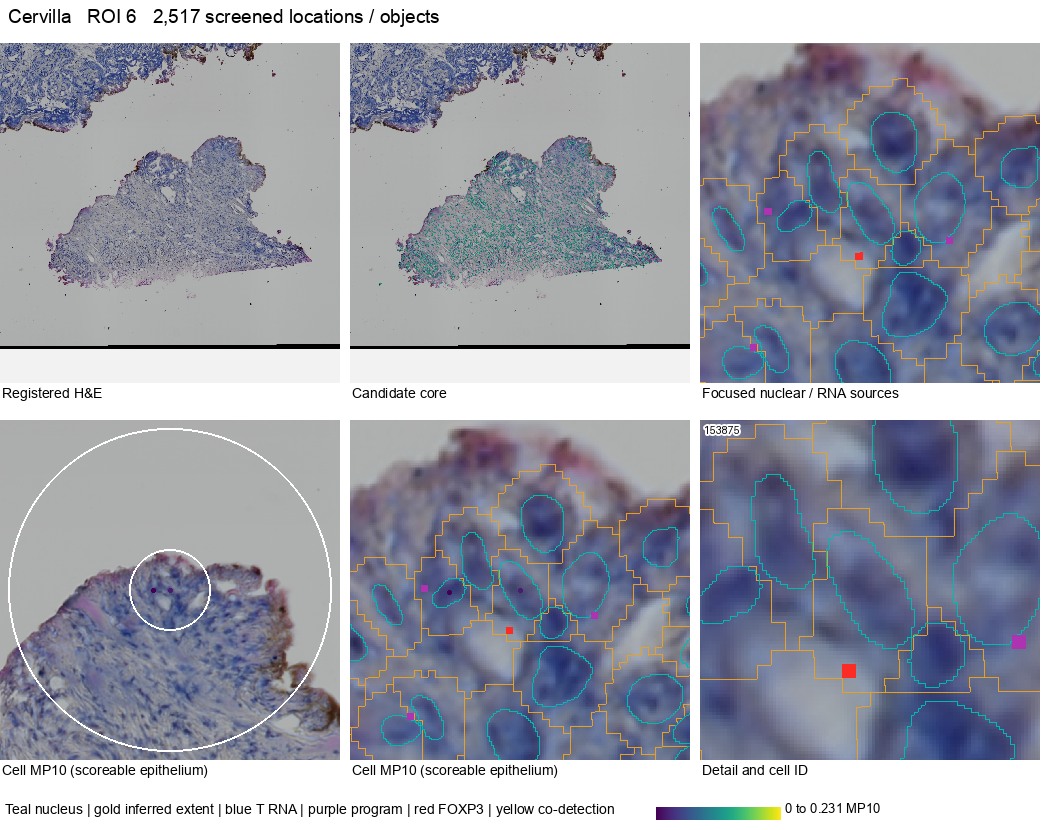 Cervilla ROI 6 2,517 screened locations / objects
Registered H&E
Candidate core
Focused nuclear / RNA sources
153875
Cell MP10 (scoreable epithelium)
Cell MP10 (scoreable epithelium)
Detail and cell ID
Teal nucleus | gold inferred extent | blue T RNA | purple program | red FOXP3 | yellow co-detection
0 to 0.231 MP10